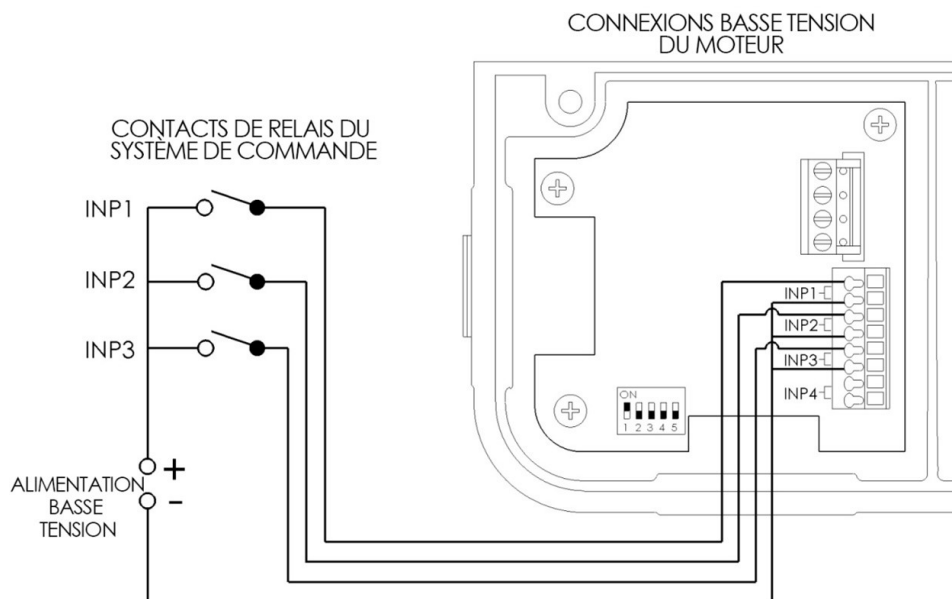 CONNEXIONS BASSE TENSION
DU MOTEUR
CONTACTS DE RELAIS DU
SYSTÈME DE COMMANDE
INP1
INP2
INP3
INP1
INP2
INP3
INP4
ON
1 2 3 4 5
+
ALIMENTATION
BASSE
TENSION
-